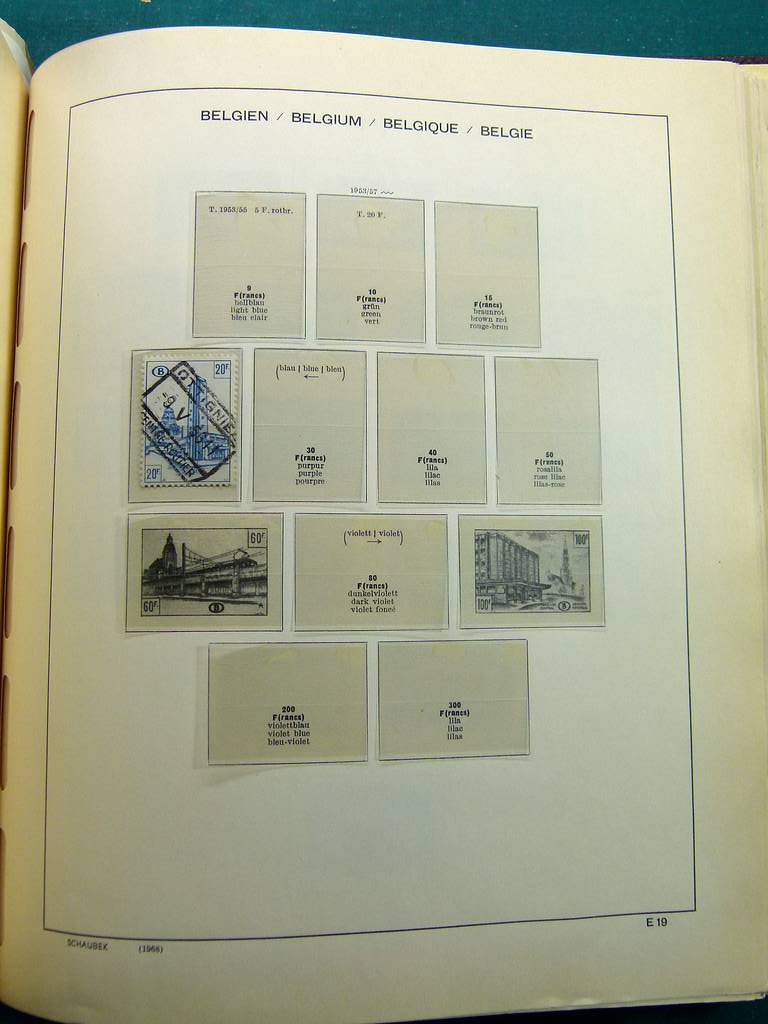 BELGIEN / BELGIUM / BELGIQUE / BELGIE
1953/57
T. 1953/55 5 F. rotbr.
9
F(rancs)
hellblau
light blue
bleu clair
T. 20 F.
10
F(rancs)
grün
green
vert
15
F(rancs)
braunrot
brown red
rouge-brun
B
20F
OTTIGNIES
20F
(blau | blue | bleu)
←
30
F(rancs)
purpur
purple
pourpre
40
F(rancs)
lila
lilac
lilas
50
F(rancs)
rosalila
rose lilac
lilas-rose
60F
60F
B
(violett | violet)
→
80
F(rancs)
dunkelviolett
dark violet
violet foncé
100F
100F
B
200
F(rancs)
violettblau
violet blue
bleu-violet
300
F(rancs)
lila
lilac
lilas
E 19
SCHAUBEK (1968)